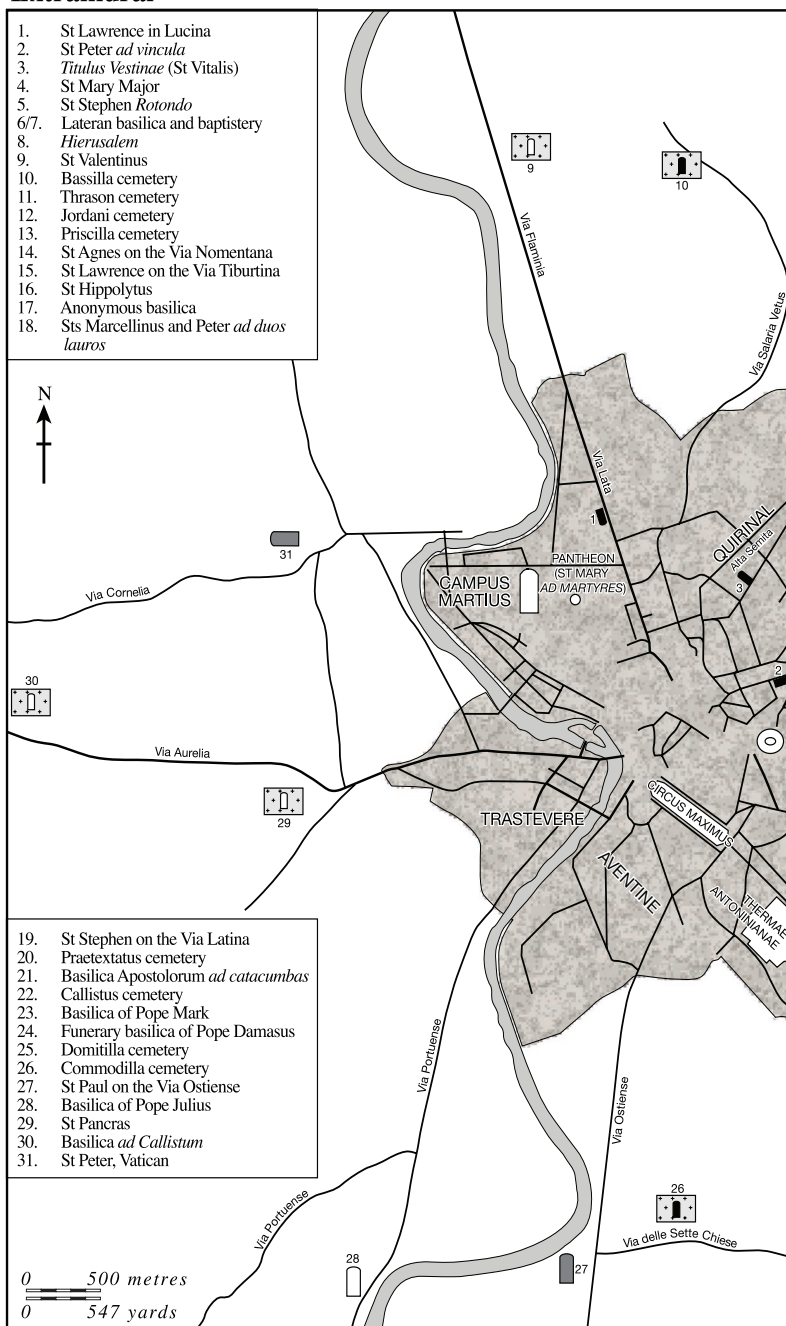 1. St Lawrence in Lucina
2. St Peter ad vincula
3. Titulus Vestinae (St Vitalis)
4. St Mary Major
5. St Stephen Rotondo
6/7. Lateran basilica and baptistery
8. Hierusalem
9. St Valentinus
10. Bassilla cemetery
11. Thrason cemetery
12. Jordani cemetery
13. Priscilla cemetery
14. St Agnes on the Via Nomentana
15. St Lawrence on the Via Tiburtina
16. St Hippolytus
17. Anonymous basilica
18. Sts Marcellinus and Peter ad duos
lauros
N
9
10
Via Flaminia
Via Salaria Vetus
Via Lata
1
QUIRINAL
Alta Semita
3
31
PANTHEON
(ST MARY
AD MARTYRES)
CAMPUS
MARTIUS
Via Cornelia
2
30
Via Aurelia
29
TRASTEVERE
CIRCUS MAXIMUS
AVENTINE
THERMAE
ANTONINIANAE
19. St Stephen on the Via Latina
20. Praetextatus cemetery
21. Basilica Apostolorum ad catacumbas
22. Callistus cemetery
23. Basilica of Pope Mark
24. Funerary basilica of Pope Damasus
25. Domitilla cemetery
26. Commodilla cemetery
27. St Paul on the Via Ostiense
28. Basilica of Pope Julius
29. St Pancras
30. Basilica ad Callistum
31. St Peter, Vatican
Via Portuense
Via Ostiense
26
Via Portuense
Via delle Sette Chiese
28
27
0 500 metres
0 547 yards